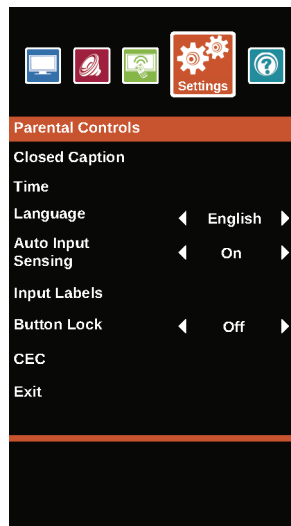 Settings
Parental Controls
Closed Caption
Time
Language English
Auto Input
Sensing On
Input Labels
Button Lock Off
CEC
Exit